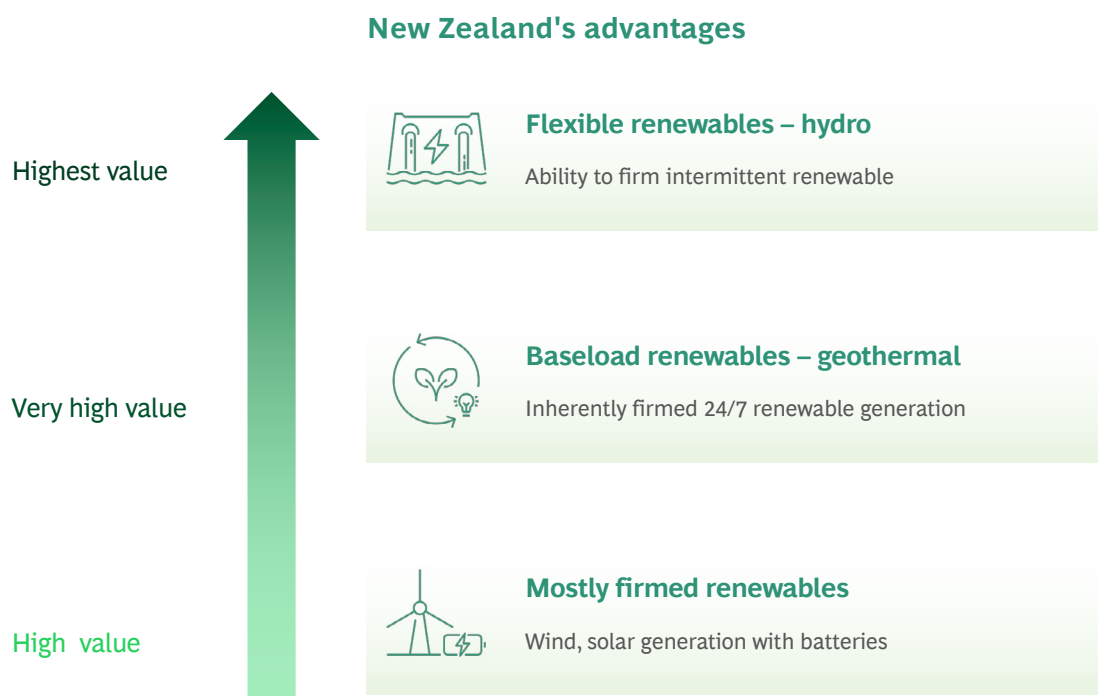 New Zealand's advantages
Highest value
Flexible renewables – hydro
Ability to firm intermittent renewable
Very high value
Baseload renewables – geothermal
Inherently firmed 24/7 renewable generation
High value
Mostly firmed renewables
Wind, solar generation with batteries